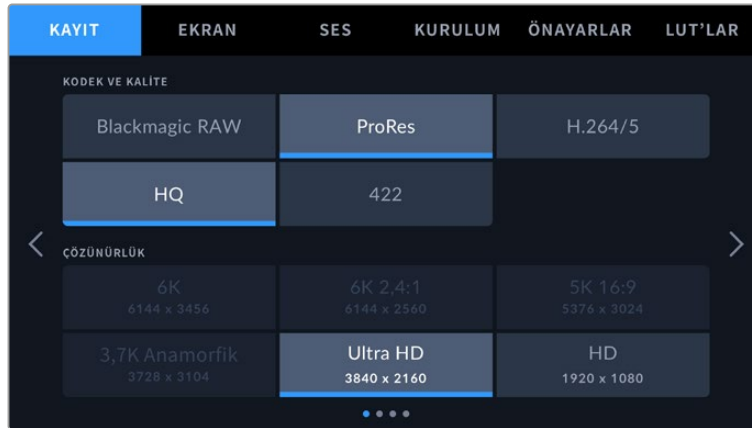 KAYIT EKRAN SES KURULUM ÖNAYARLAR LUT’LAR
KODEK VE KALİTE
Blackmagic RAW ProRes H.264/5
HQ 422
ÇÖZÜNÜRLÜK
6K 6K 2,4:1 5K 16:9
6144 x 3456 6144 x 2560 5376 x 3024
3,7K Anamorfik Ultra HD HD
3728 x 3104 3840 x 2160 1920 x 1080